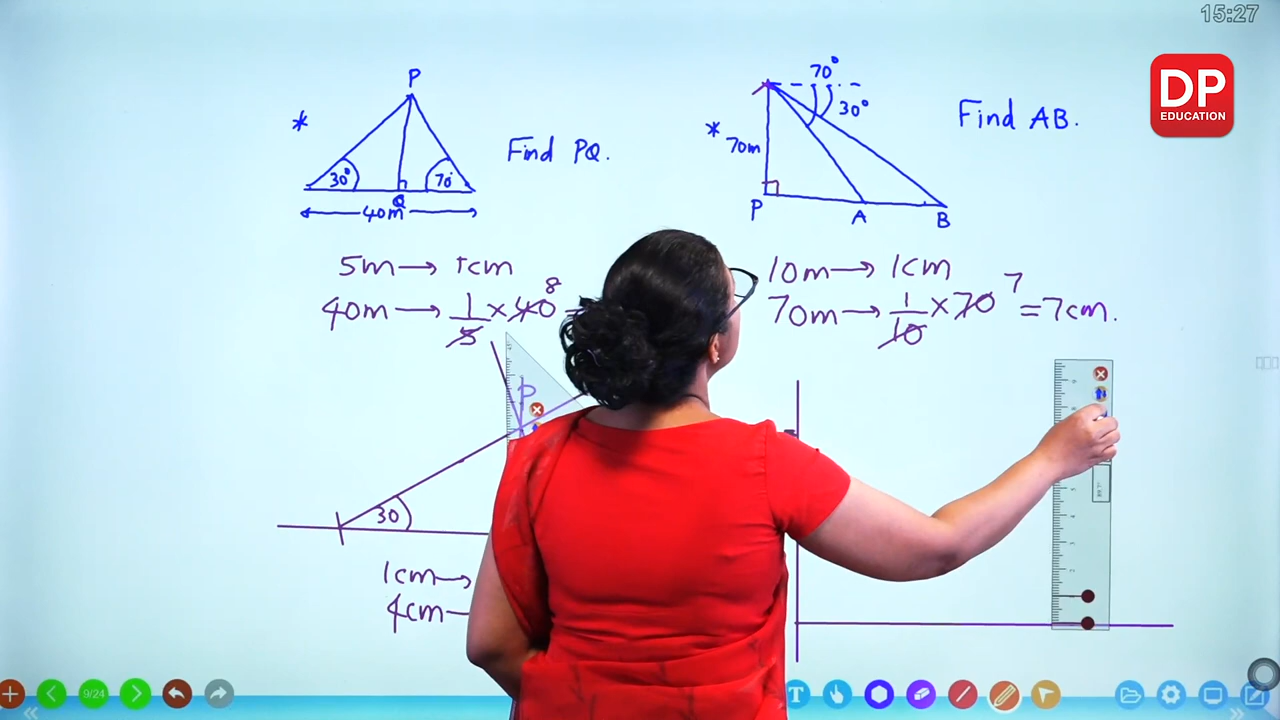 15:27
DP
EDUCATION
P
*
30°
70°
Q
40m
Find PQ.
70°
30°
*
70m
P
A
B
Find AB.
5m → 1cm
40m → 1/5 × 40 8 =
10m → 1cm
70m → 1/10 × 70 7 = 7cm.
P
30
1cm →
4cm
9/24